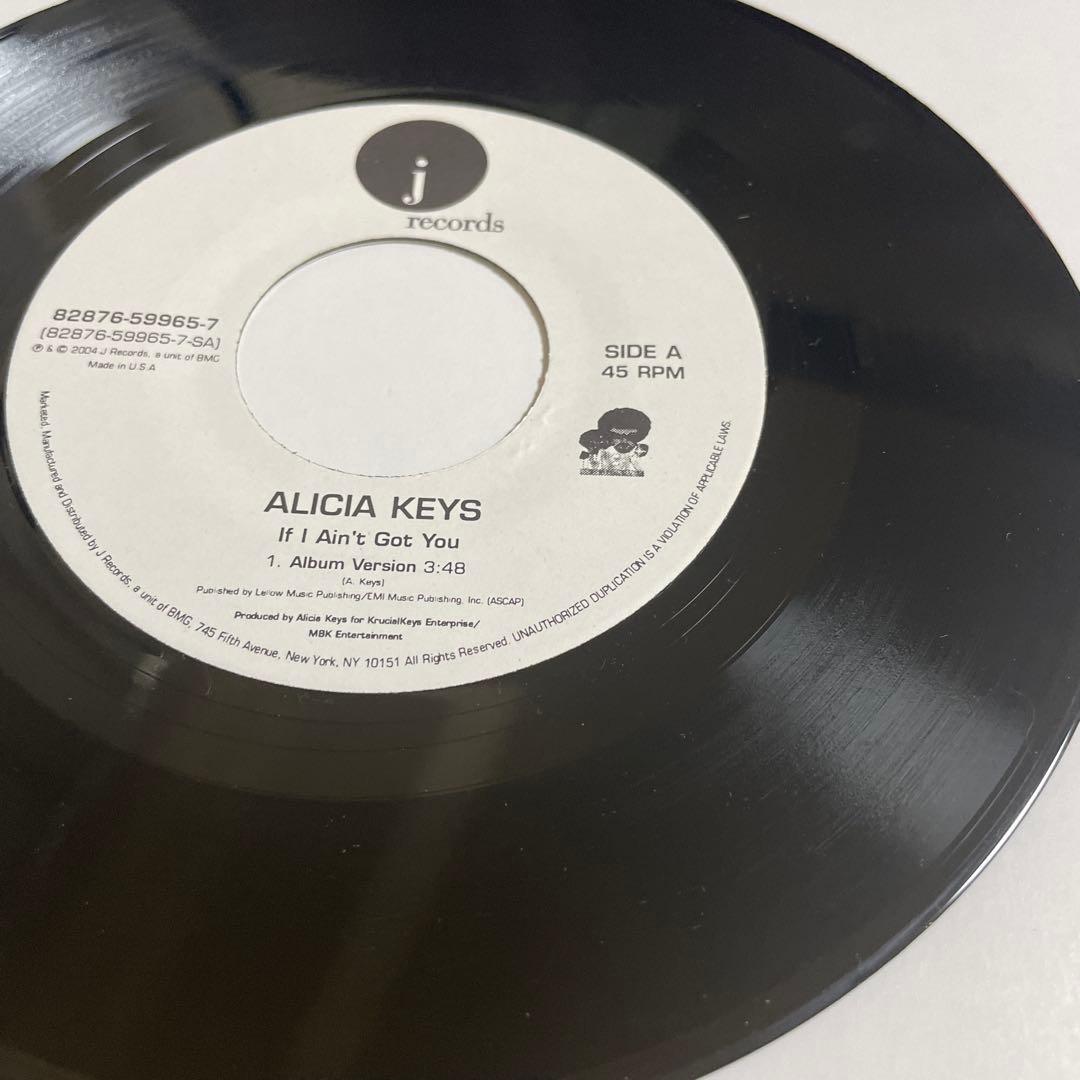 j
records
82876-59965-7
(82876-59965-7-SA)
℗ & © 2004 J Records, a unit of BMG
Made in U.S.A
SIDE A
45 RPM
ALICIA KEYS
If I Ain't Got You
1. Album Version 3:48
(A. Keys)
Published by Lellow Music Publishing/EMI Music Publishing, Inc. (ASCAP)
Produced by Alicia Keys for KrucialKeys Enterprise/
MBK Entertainment
Marketed, Manufactured and Distributed by J Records, a unit of BMG, 745 Fifth Avenue, New York, NY 10151 All Rights Reserved. UNAUTHORIZED DUPLICATION IS A VIOLATION OF APPLICABLE LAWS.